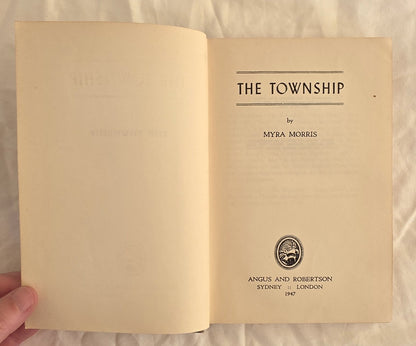 THE TOWNSHIP
by
MYRA MORRIS
ANGUS AND ROBERTSON
SYDNEY :: LONDON
1947